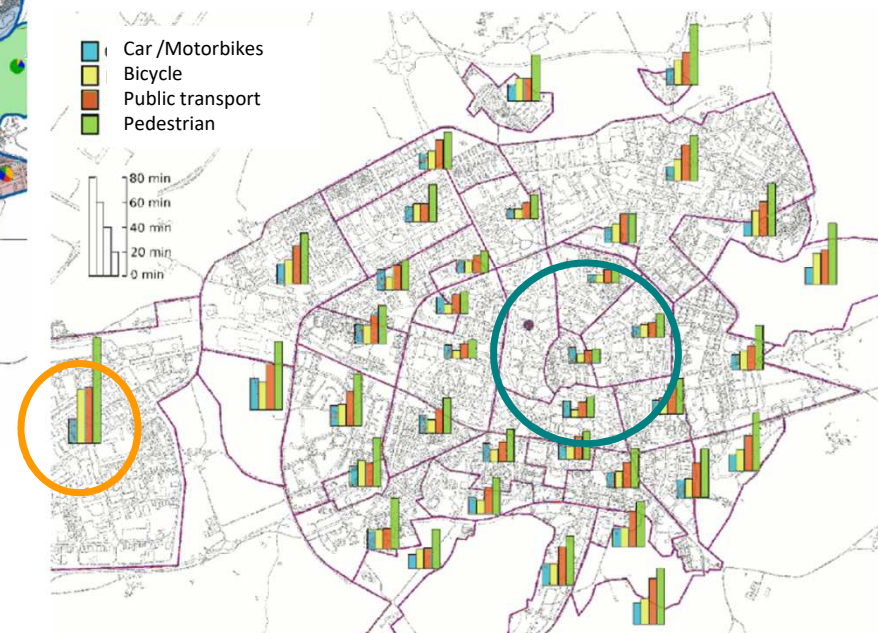 Car /Motorbikes
Bicycle
Public transport
Pedestrian
80 min
60 min
40 min
20 min
0 min